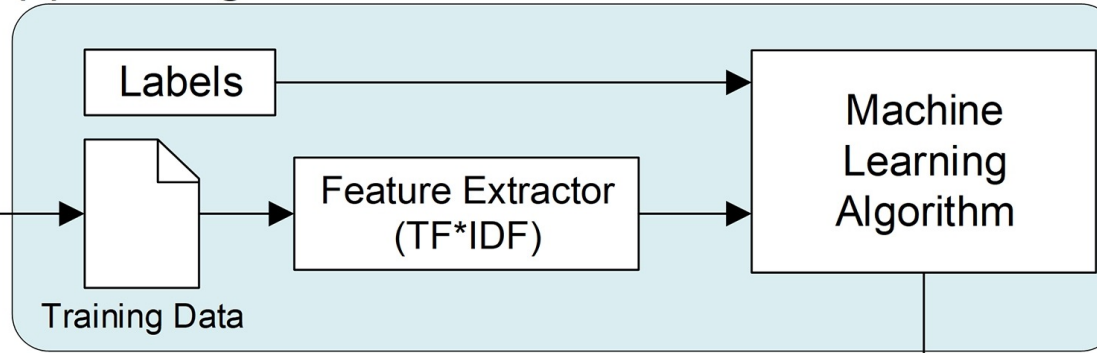 Labels
Machine
Learning
Algorithm
Feature Extractor
(TF*IDF)
Training Data